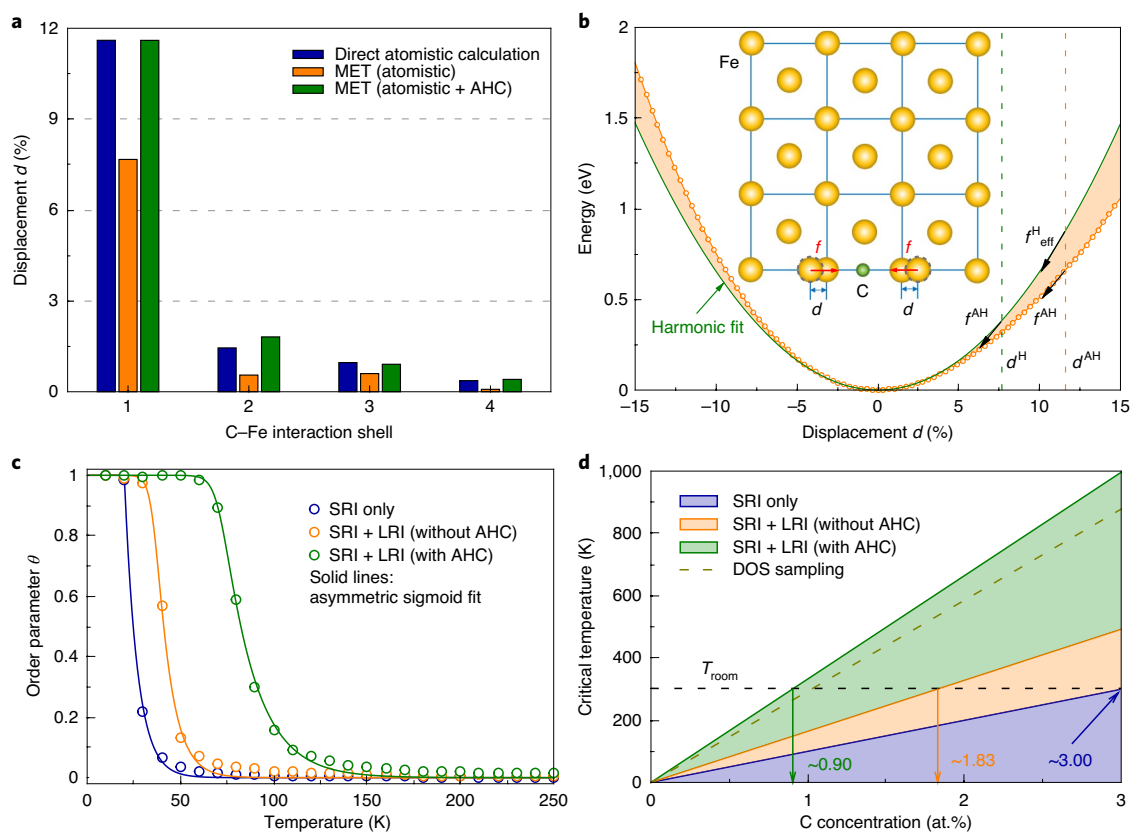 a
12
9
6
3
0
Displacement d (%)
Direct atomistic calculation
MET (atomistic)
MET (atomistic + AHC)
1
2
3
4
C–Fe interaction shell
b
2
1.5
1
0.5
0
Energy (eV)
Fe
f
f
C
d
d
Harmonic fit
f^H_eff
f^AH
f^AH
d^H
d^AH
−15
−10
−5
0
5
10
15
Displacement d (%)
c
1
0.8
0.6
0.4
0.2
0
Order parameter θ
SRI only
SRI + LRI (without AHC)
SRI + LRI (with AHC)
Solid lines:
asymmetric sigmoid fit
0
50
100
150
200
250
Temperature (K)
d
1,000
800
600
400
200
0
Critical temperature (K)
SRI only
SRI + LRI (without AHC)
SRI + LRI (with AHC)
DOS sampling
T_room
~0.90
~1.83
~3.00
0
1
2
3
C concentration (at.%)